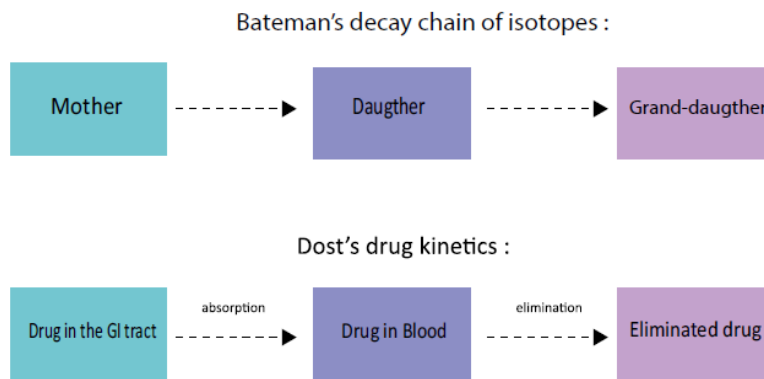 Bateman's decay chain of isotopes :
Mother
Daugther
Grand-daugther
Dost's drug kinetics :
absorption
elimination
Drug in the GI tract
Drug in Blood
Eliminated drug